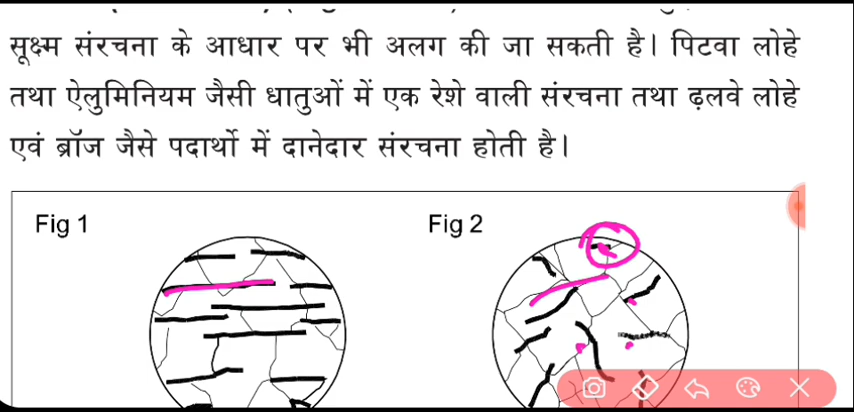 सूक्ष्म संरचना के आधार पर भी अलग की जा सकती है। पिटवा लोहे
तथा ऐलुमिनियम जैसी धातुओं में एक रेशे वाली संरचना तथा ढ़लवे लोहे
एवं ब्रॉज जैसे पदार्थो में दानेदार संरचना होती है।
Fig 1
Fig 2